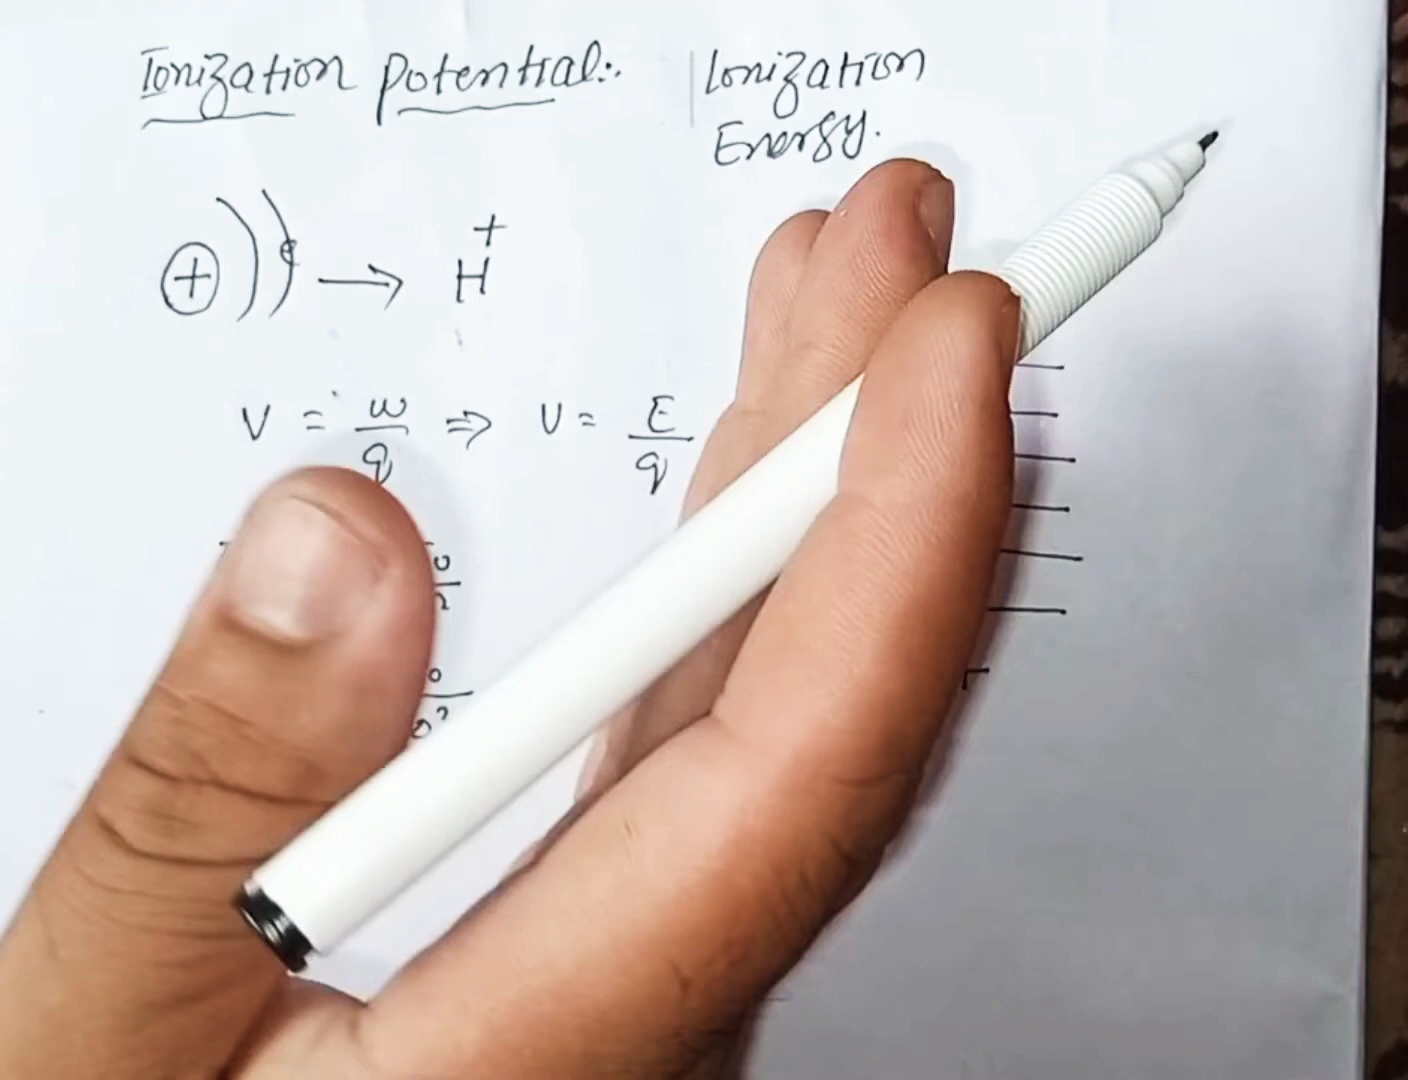 Ionization potential:. | Ionization
Energy.
+ → H+
V = w/q ⇒ V = E/q